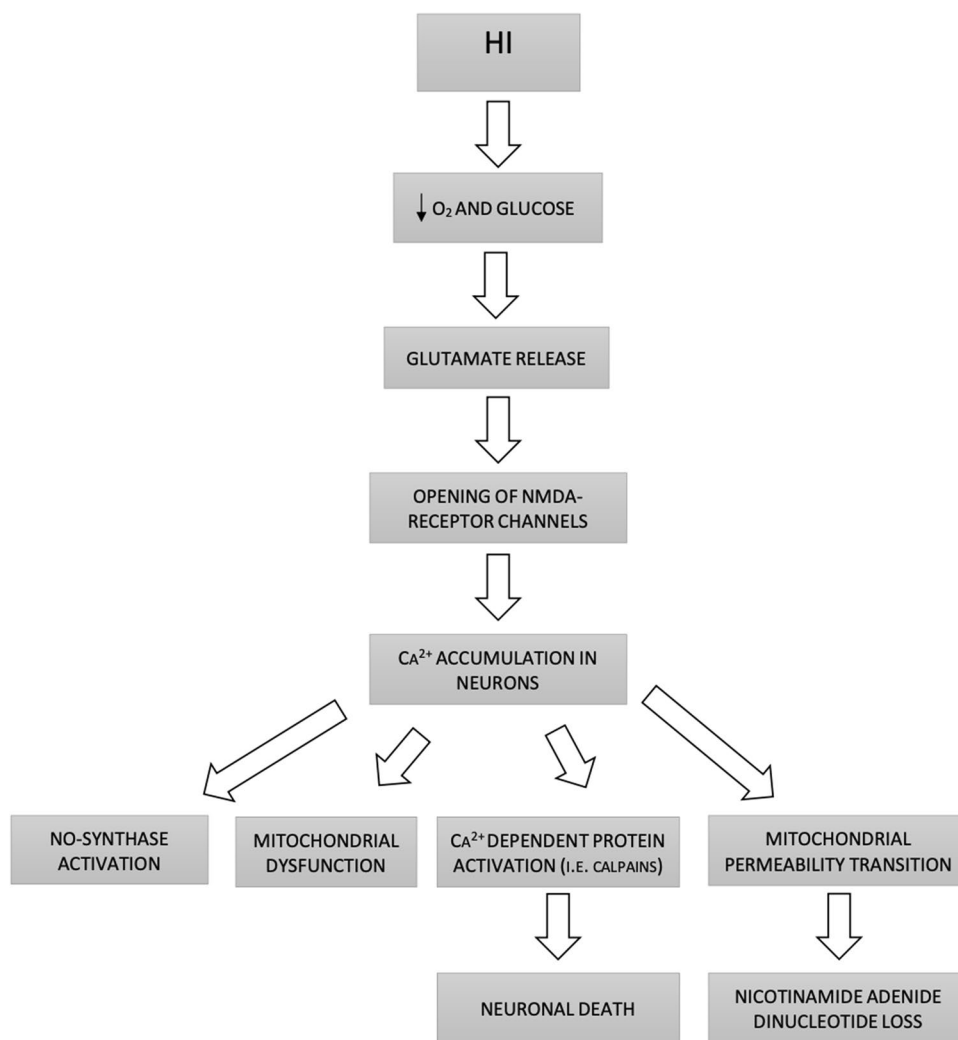 HI
↓ O₂ AND GLUCOSE
GLUTAMATE RELEASE
OPENING OF NMDA-
RECEPTOR CHANNELS
CA²⁺ ACCUMULATION IN
NEURONS
NO-SYNTHASE
ACTIVATION
MITOCHONDRIAL
DYSFUNCTION
CA²⁺ DEPENDENT PROTEIN
ACTIVATION (I.E. CALPAINS)
MITOCHONDRIAL
PERMEABILITY TRANSITION
NEURONAL DEATH
NICOTINAMIDE ADENIDE
DINUCLEOTIDE LOSS